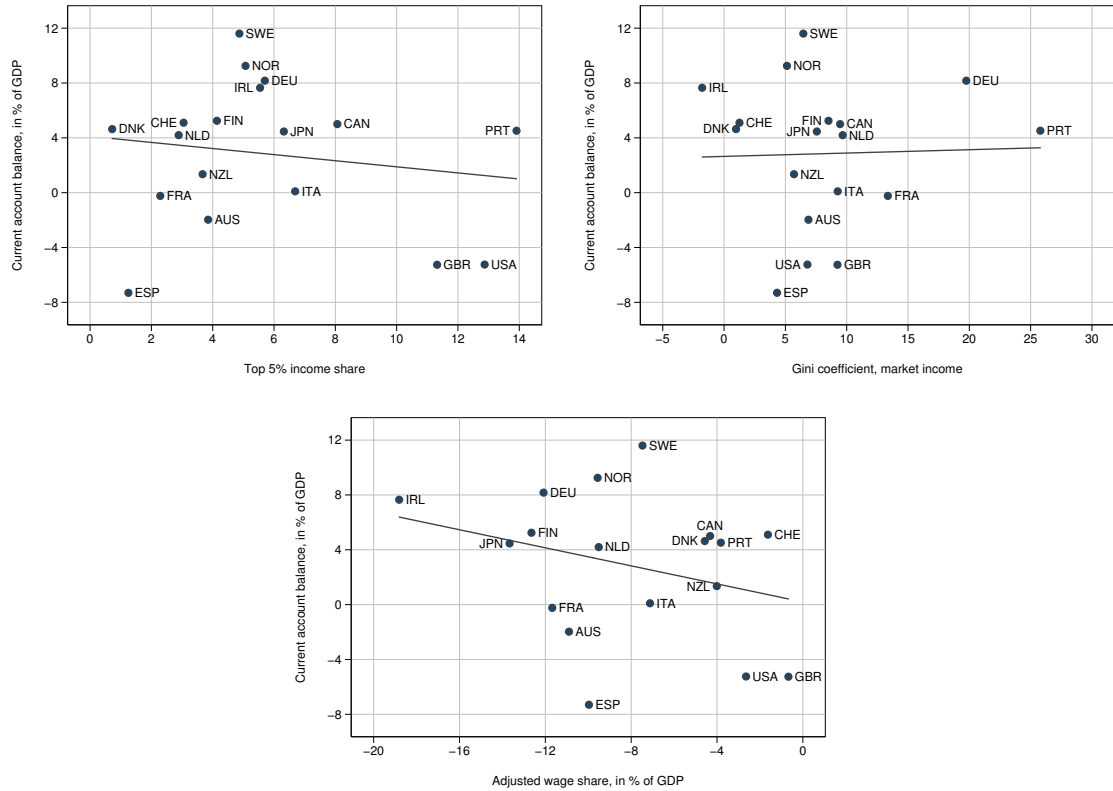 12
8
4
0
−4
−8
Current account balance, in % of GDP
SWE
NOR
DEU
IRL
DNK
CHE
FIN
NLD
JPN
CAN
PRT
NZL
FRA
ITA
AUS
GBR
USA
ESP
0 2 4 6 8 10 12 14
Top 5% income share
12
8
4
0
−4
−8
Current account balance, in % of GDP
SWE
NOR
DEU
IRL
CHE
DNK
FIN
CAN
JPN
NLD
PRT
NZL
ITA
FRA
AUS
USA
GBR
ESP
−5 0 5 10 15 20 25 30
Gini coefficient, market income
12
8
4
0
−4
−8
Current account balance, in % of GDP
SWE
NOR
DEU
IRL
FIN
JPN
NLD
CAN
DNK
PRT
CHE
NZL
FRA
ITA
AUS
USA
GBR
ESP
−20 −16 −12 −8 −4 0
Adjusted wage share, in % of GDP